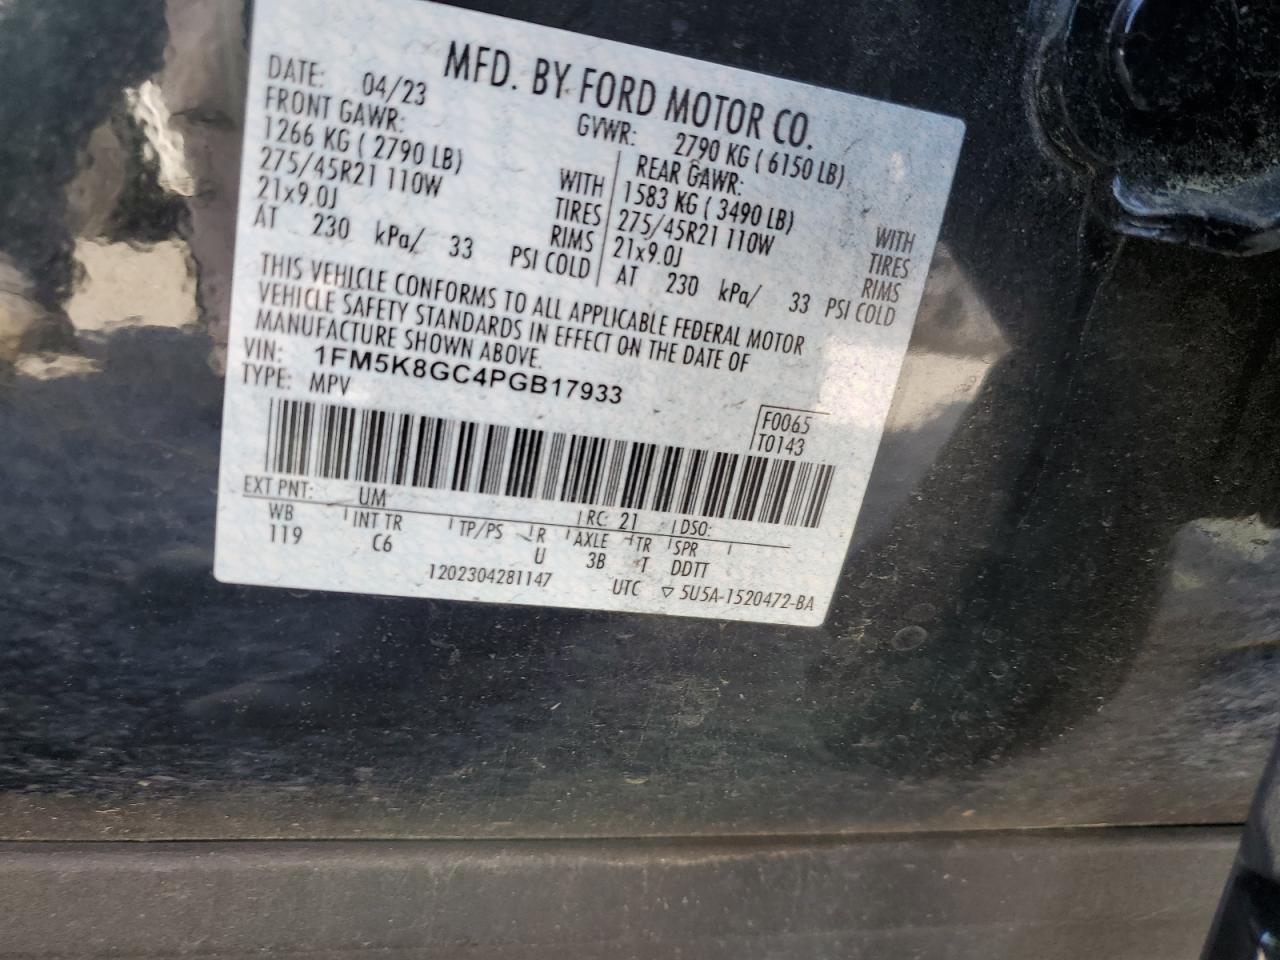 MFD. BY FORD MOTOR CO.
DATE: 04/23 GVWR: 2790 KG ( 6150 LB)
FRONT GAWR: REAR GAWR:
1266 KG ( 2790 LB) WITH 1583 KG ( 3490 LB) WITH
275/45R21 110W TIRES 275/45R21 110W TIRES
21x9.0J RIMS 21x9.0J RIMS
AT 230 kPa/ 33 PSI COLD AT 230 kPa/ 33 PSI COLD
THIS VEHICLE CONFORMS TO ALL APPLICABLE FEDERAL MOTOR
VEHICLE SAFETY STANDARDS IN EFFECT ON THE DATE OF
MANUFACTURE SHOWN ABOVE.
VIN: 1FM5K8GC4PGB17933
TYPE: MPV
F0065
T0143
EXT PNT: UM RC: 21 DSO:
WB INT TR TP/PS R AXLE TR SPR
119 C6 U 3B T DDTT
1202304281147 UTC ▽ 5U5A-1520472-BA